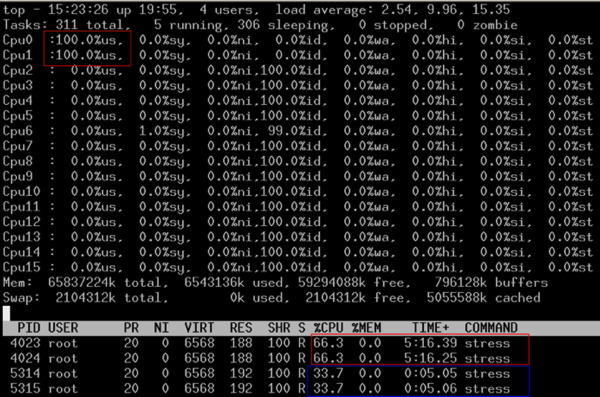 top - 15:23:26 up 19:55,  4 users,  load average: 2.54, 9.96, 15.35
Tasks: 311 total,   5 running, 306 sleeping,   0 stopped,   0 zombie
Cpu0  :100.0%us,  0.0%sy,  0.0%ni,  0.0%id,  0.0%wa,  0.0%hi,  0.0%si,  0.0%st
Cpu1  :100.0%us,  0.0%sy,  0.0%ni,  0.0%id,  0.0%wa,  0.0%hi,  0.0%si,  0.0%st
Cpu2  :  0.0%us,  0.0%sy,  0.0%ni,100.0%id,  0.0%wa,  0.0%hi,  0.0%si,  0.0%st
Cpu3  :  0.0%us,  0.0%sy,  0.0%ni,100.0%id,  0.0%wa,  0.0%hi,  0.0%si,  0.0%st
Cpu4  :  0.0%us,  0.0%sy,  0.0%ni,100.0%id,  0.0%wa,  0.0%hi,  0.0%si,  0.0%st
Cpu5  :  0.0%us,  0.0%sy,  0.0%ni,100.0%id,  0.0%wa,  0.0%hi,  0.0%si,  0.0%st
Cpu6  :  0.0%us,  1.0%sy,  0.0%ni, 99.0%id,  0.0%wa,  0.0%hi,  0.0%si,  0.0%st
Cpu7  :  0.0%us,  0.0%sy,  0.0%ni,100.0%id,  0.0%wa,  0.0%hi,  0.0%si,  0.0%st
Cpu8  :  0.0%us,  0.0%sy,  0.0%ni,100.0%id,  0.0%wa,  0.0%hi,  0.0%si,  0.0%st
Cpu9  :  0.0%us,  0.0%sy,  0.0%ni,100.0%id,  0.0%wa,  0.0%hi,  0.0%si,  0.0%st
Cpu10 :  0.0%us,  0.0%sy,  0.0%ni,100.0%id,  0.0%wa,  0.0%hi,  0.0%si,  0.0%st
Cpu11 :  0.0%us,  0.0%sy,  0.0%ni,100.0%id,  0.0%wa,  0.0%hi,  0.0%si,  0.0%st
Cpu12 :  0.0%us,  0.0%sy,  0.0%ni,100.0%id,  0.0%wa,  0.0%hi,  0.0%si,  0.0%st
Cpu13 :  0.0%us,  0.0%sy,  0.0%ni,100.0%id,  0.0%wa,  0.0%hi,  0.0%si,  0.0%st
Cpu14 :  0.0%us,  0.0%sy,  0.0%ni,100.0%id,  0.0%wa,  0.0%hi,  0.0%si,  0.0%st
Cpu15 :  0.0%us,  0.0%sy,  0.0%ni,100.0%id,  0.0%wa,  0.0%hi,  0.0%si,  0.0%st
Mem:  65837224k total,  6543136k used, 59294088k free,   796128k buffers
Swap:  2104312k total,        0k used,  2104312k free,  5055588k cached
PID USER      PR  NI  VIRT  RES  SHR S %CPU %MEM    TIME+  COMMAND
4023 root      20   0  6568  188  100 R 66.3  0.0   5:16.39 stress
4024 root      20   0  6568  188  100 R 66.3  0.0   5:16.25 stress
5314 root      20   0  6568  192  100 R 33.7  0.0   0:05.06 stress
5315 root      20   0  6568  192  100 R 33.7  0.0   0:05.05 stress